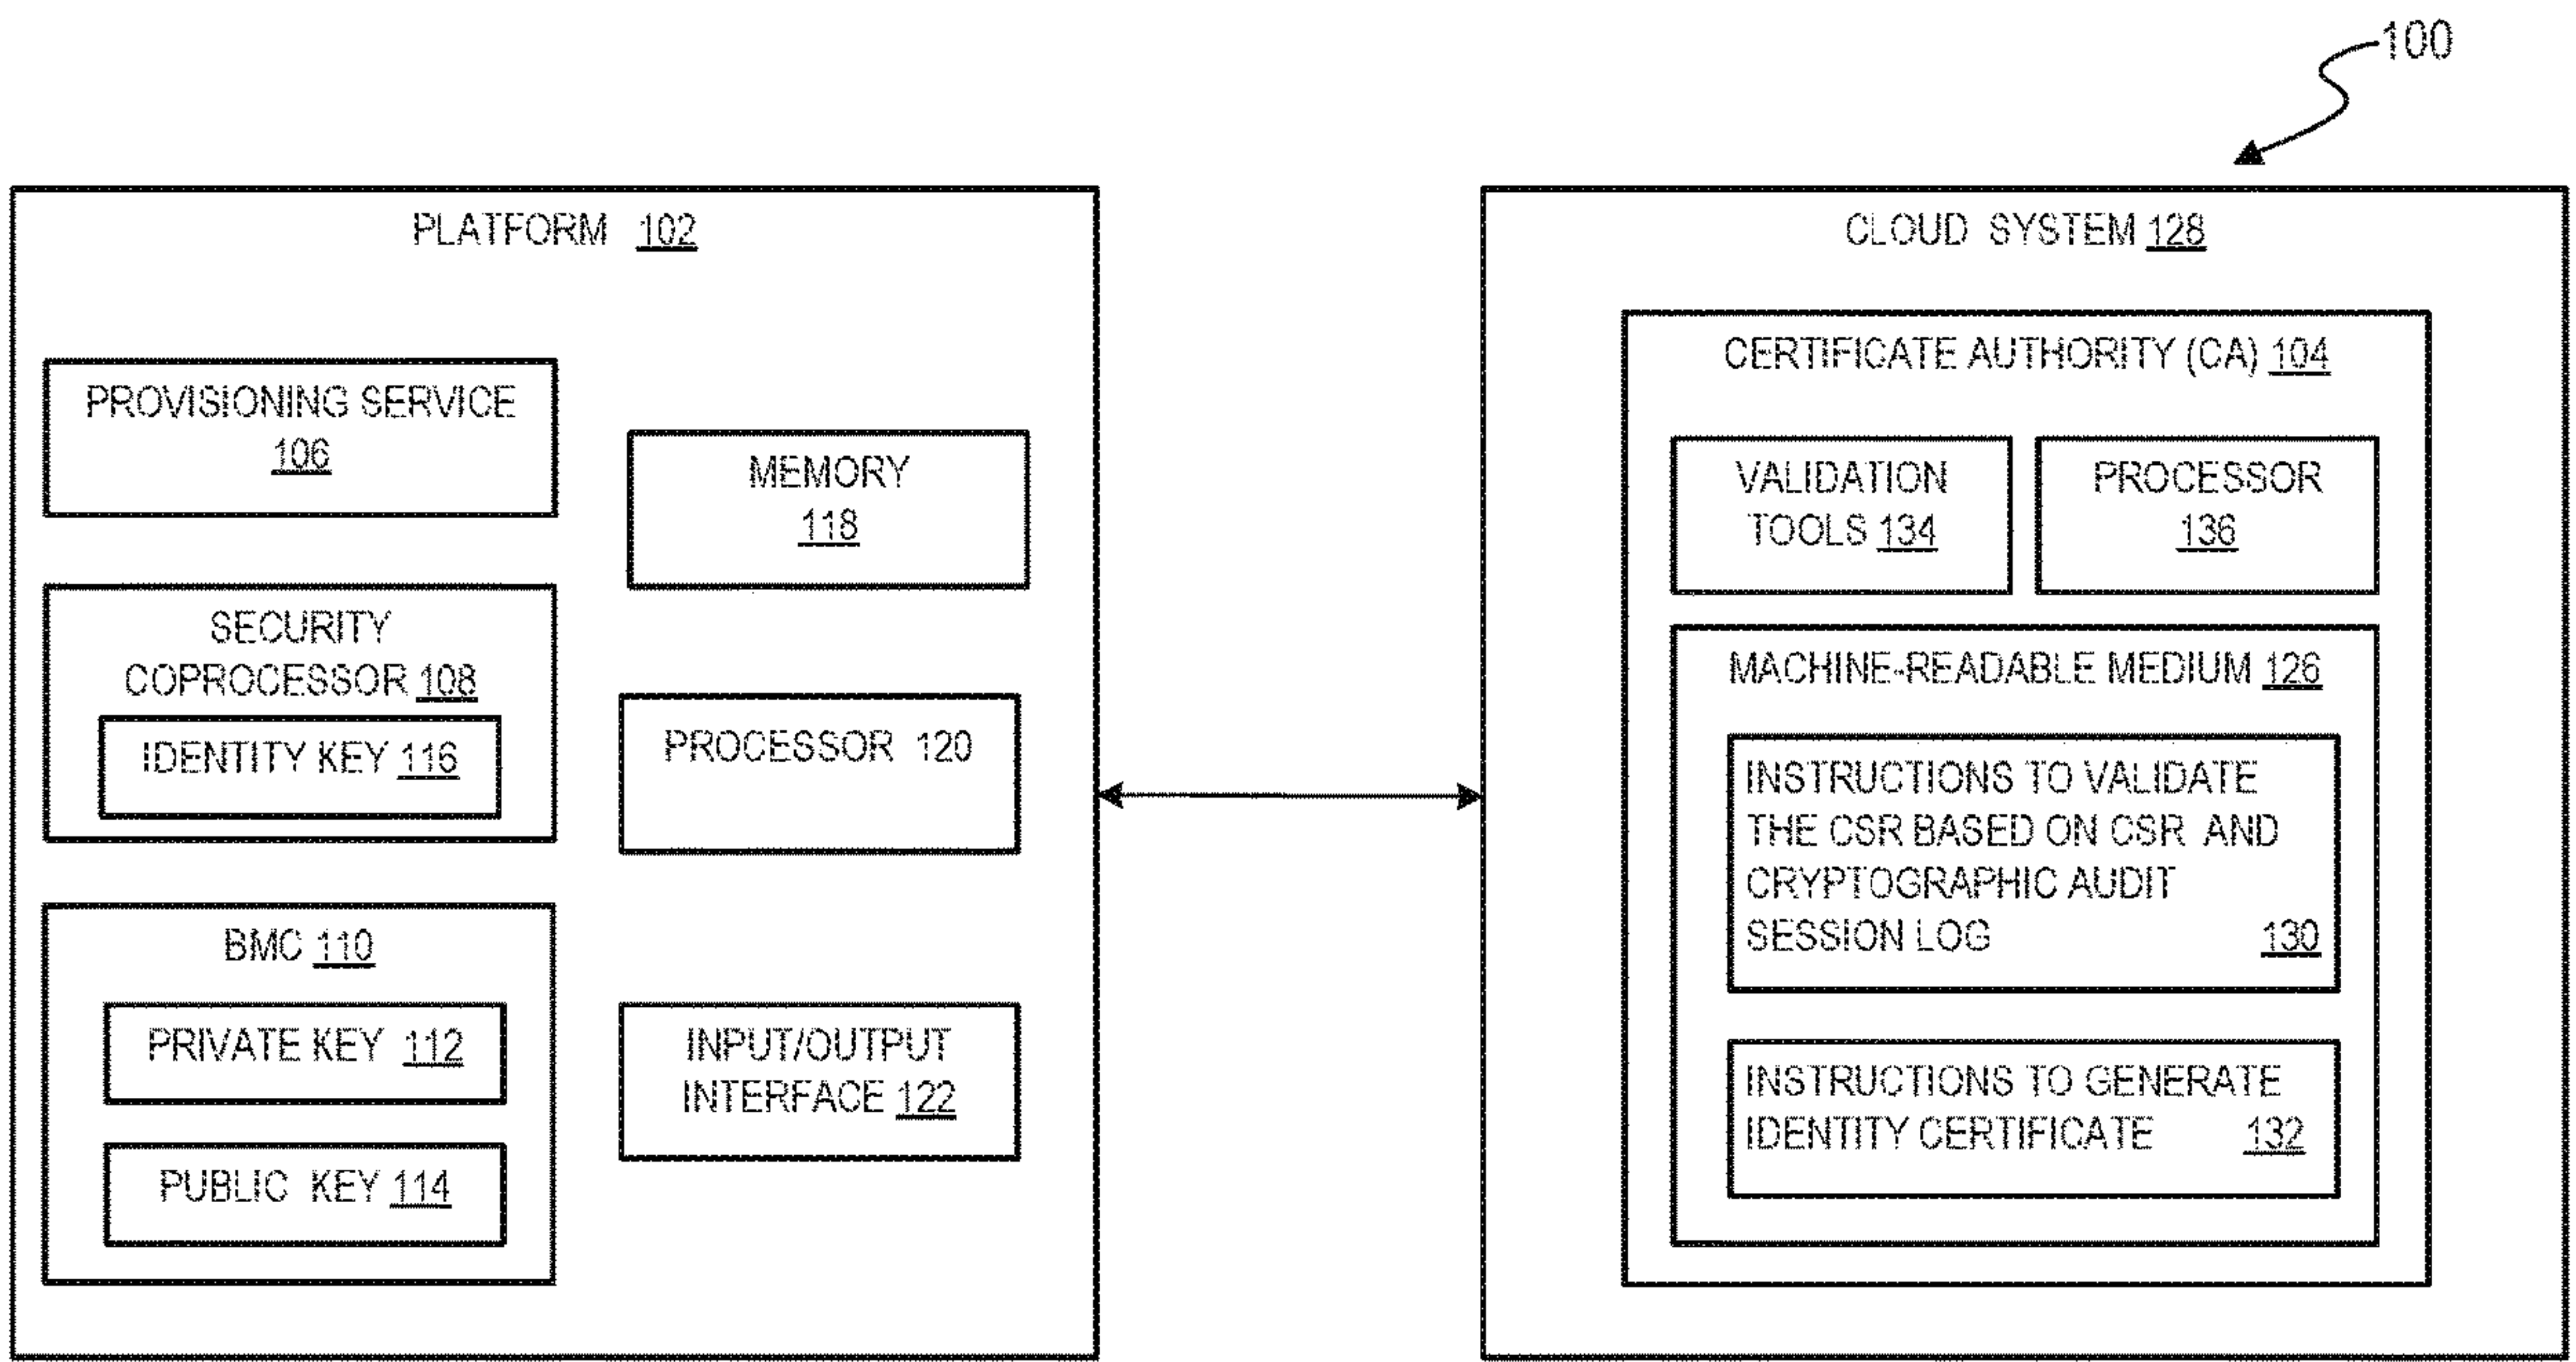 100
PLATFORM 102
PROVISIONING SERVICE
106
SECURITY
COPROCESSOR 108
IDENTITY KEY 116
BMC 110
PRIVATE KEY 112
PUBLIC KEY 114
MEMORY
118
PROCESSOR 120
INPUT/OUTPUT
INTERFACE 122
CLOUD SYSTEM 128
CERTIFICATE AUTHORITY (CA) 104
VALIDATION
TOOLS 134
PROCESSOR
136
MACHINE-READABLE MEDIUM 126
INSTRUCTIONS TO VALIDATE
THE CSR BASED ON CSR AND
CRYPTOGRAPHIC AUDIT
SESSION LOG 130
INSTRUCTIONS TO GENERATE
IDENTITY CERTIFICATE 132